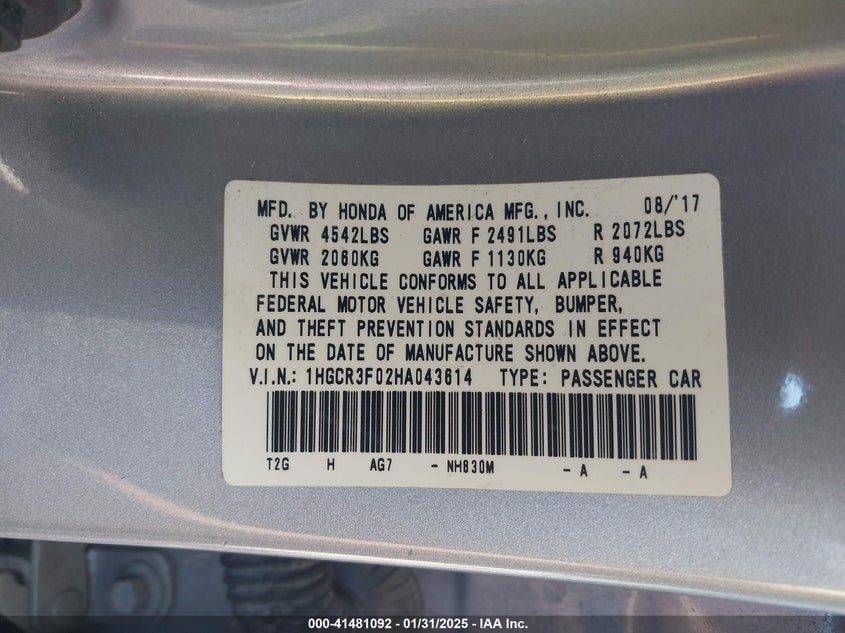 MFD. BY HONDA OF AMERICA MFG., INC. 08/'17
GVWR 4542LBS GAWR F 2491LBS R 2072LBS
GVWR 2060KG GAWR F 1130KG R 940KG
THIS VEHICLE CONFORMS TO ALL APPLICABLE
FEDERAL MOTOR VEHICLE SAFETY, BUMPER,
AND THEFT PREVENTION STANDARDS IN EFFECT
ON THE DATE OF MANUFACTURE SHOWN ABOVE.
V.I.N.: 1HGCR3F02HA043614 TYPE: PASSENGER CAR
T2G H AG7 - NH830M - A - A
000-41481092 - 01/31/2025 - IAA Inc.